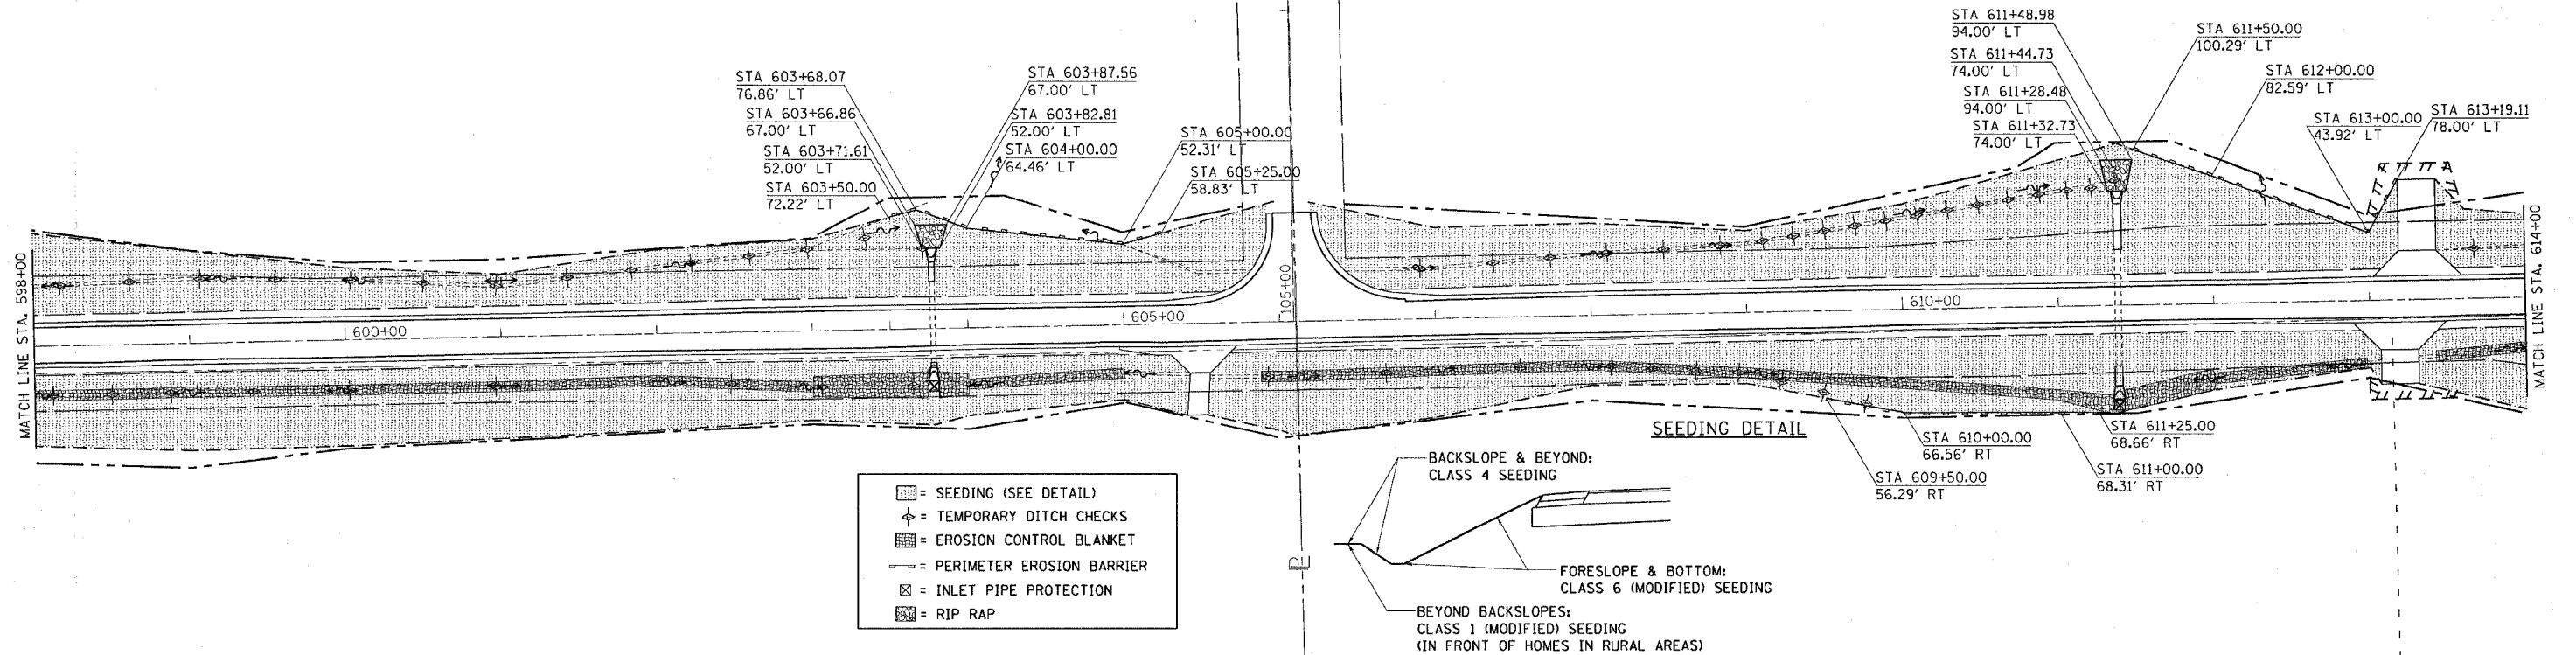 STA 603+68.07
76.86' LT
STA 603+66.86
67.00' LT
STA 603+71.61
52.00' LT
STA 603+50.00
72.22' LT
STA 603+87.56
67.00' LT
STA 603+82.81
52.00' LT
STA 604+00.00
64.46' LT
STA 605+00.00
52.31' LT
STA 605+25.00
58.83' LT
STA 611+48.98
94.00' LT
STA 611+44.73
74.00' LT
STA 611+28.48
94.00' LT
STA 611+32.73
74.00' LT
STA 611+50.00
100.29' LT
STA 612+00.00
82.59' LT
STA 613+00.00
43.92' LT
STA 613+19.11
78.00' LT
MATCH LINE STA. 598+00
600+00
605+00
105+00
610+00
MATCH LINE STA. 614+00
STA 609+50.00
56.29' RT
STA 610+00.00
66.56' RT
STA 611+00.00
68.31' RT
STA 611+25.00
68.66' RT
= SEEDING (SEE DETAIL)
= TEMPORARY DITCH CHECKS
= EROSION CONTROL BLANKET
= PERIMETER EROSION BARRIER
= INLET PIPE PROTECTION
= RIP RAP
SEEDING DETAIL
BACKSLOPE & BEYOND:
CLASS 4 SEEDING
FORESLOPE & BOTTOM:
CLASS 6 (MODIFIED) SEEDING
BEYOND BACKSLOPES:
CLASS 1 (MODIFIED) SEEDING
(IN FRONT OF HOMES IN RURAL AREAS)